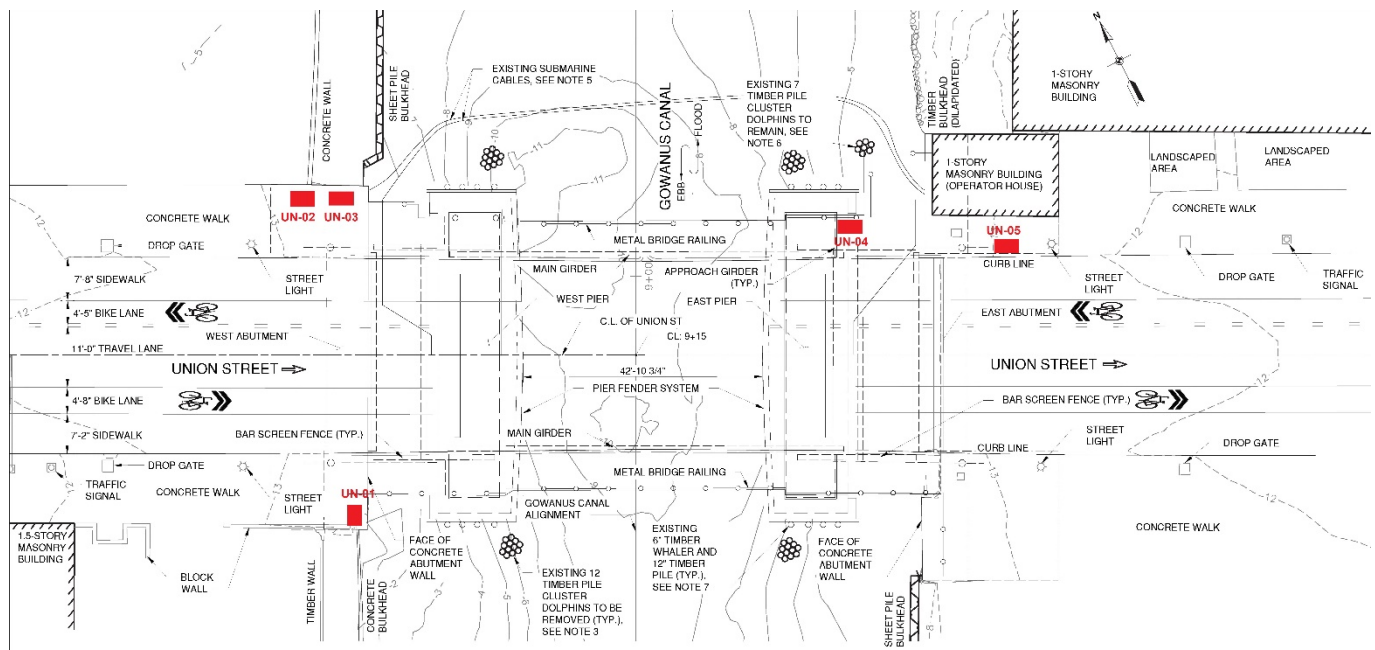 CONCRETE WALL
SHEET PILE
BULKHEAD
EXISTING SUBMARINE
CABLES, SEE NOTE 5
GOWANUS CANAL
EBB
FLOOD
EXISTING 7
TIMBER PILE
CLUSTER
DOLPHINS TO
REMAIN, SEE
NOTE 6
TIMBER
BULKHEAD
(DILAPIDATED)
1-STORY
MASONRY
BUILDING
N
1-STORY
MASONRY BUILDING
(OPERATOR HOUSE)
LANDSCAPED
AREA
LANDSCAPED
AREA
CONCRETE WALK
UN-02
UN-03
CONCRETE WALK
DROP GATE
STREET
LIGHT
METAL BRIDGE RAILING
MAIN GIRDER
9+00
APPROACH GIRDER
(TYP.)
UN-04
UN-05
CURB LINE
STREET
LIGHT
DROP GATE
TRAFFIC
SIGNAL
7'-8" SIDEWALK
4'-5" BIKE LANE
WEST ABUTMENT
11'-0" TRAVEL LANE
WEST PIER
EAST PIER
C.L. OF UNION ST
CL: 9+15
EAST ABUTMENT
UNION STREET
42'-10 3/4"
UNION STREET
PIER FENDER SYSTEM
4'-8" BIKE LANE
BAR SCREEN FENCE (TYP.)
7'-2" SIDEWALK
BAR SCREEN FENCE (TYP.)
MAIN GIRDER
CURB LINE
STREET
LIGHT
DROP GATE
DROP GATE
TRAFFIC
SIGNAL
CONCRETE WALK
STREET
LIGHT
UN-01
METAL BRIDGE RAILING
GOWANUS CANAL
ALIGNMENT
CONCRETE WALK
1.5-STORY
MASONRY
BUILDING
BLOCK
WALL
TIMBER WALL
CONCRETE
BULKHEAD
FACE OF
CONCRETE
ABUTMENT
WALL
EXISTING 12
TIMBER PILE
CLUSTER
DOLPHINS TO BE
REMOVED (TYP.),
SEE NOTE 3
EXISTING
6" TIMBER
WHALER AND
12" TIMBER
PILE (TYP.),
SEE NOTE 7
FACE OF
CONCRETE
ABUTMENT
WALL
SHEET PILE
BULKHEAD